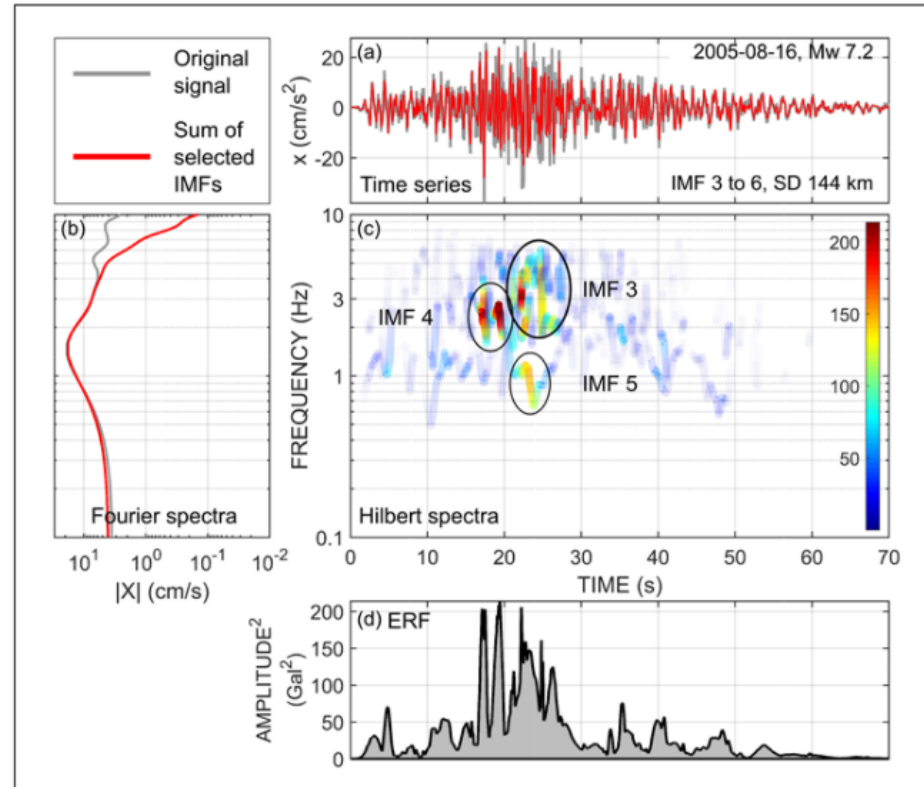 Original
signal
Sum of
selected
IMFs
(a)
2005-08-16, Mw 7.2
20
0
-20
x (cm/s²)
Time series
IMF 3 to 6, SD 144 km
(b)
Fourier spectra
10¹
10⁰
10⁻¹
10⁻²
|X| (cm/s)
(c)
10
3
1
0.1
FREQUENCY (Hz)
IMF 4
IMF 3
IMF 5
Hilbert spectra
200
150
100
50
0
10
20
30
40
50
60
70
TIME (s)
(d) ERF
200
150
100
50
0
AMPLITUDE²
(Gal²)